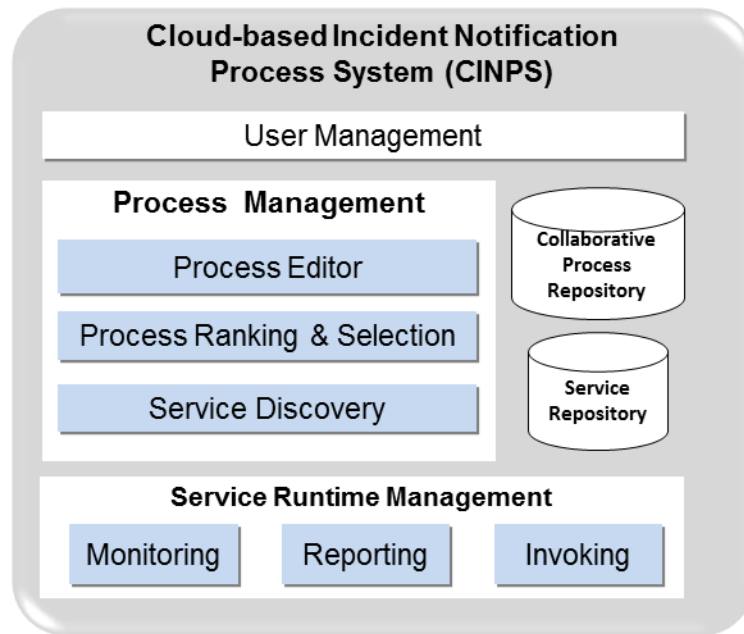 Cloud-based Incident Notification
Process System (CINPS)
User Management
Process Management
Process Editor
Process Ranking & Selection
Service Discovery
Collaborative
Process
Repository
Service
Repository
Service Runtime Management
Monitoring
Reporting
Invoking